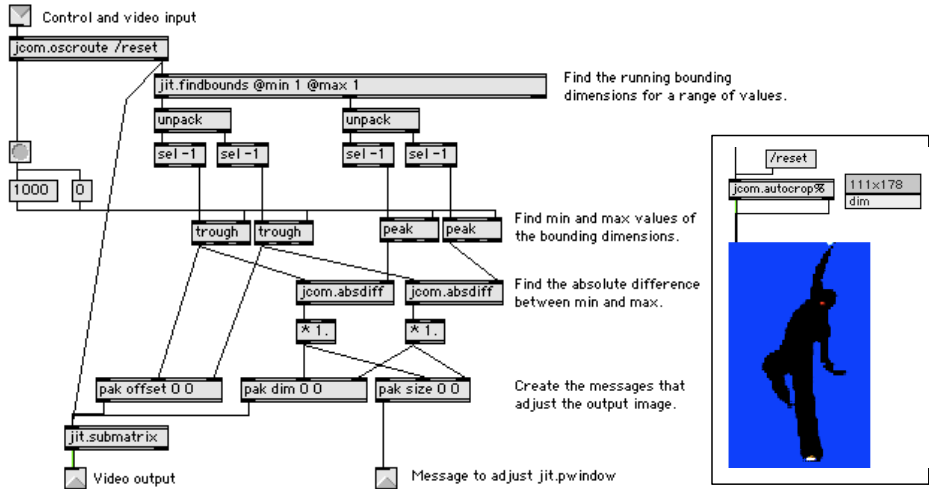 Control and video input
jcom.oscroute /reset
jit.findbounds @min 1 @max 1
Find the running bounding
dimensions for a range of values.
unpack
unpack
sel -1
sel -1
sel -1
sel -1
1000
0
trough
trough
peak
peak
Find min and max values of
the bounding dimensions.
jcom.absdiff
jcom.absdiff
Find the absolute difference
between min and max.
* 1.
* 1.
pak offset 0 0
pak dim 0 0
pak size 0 0
Create the messages that
adjust the output image.
jit.submatrix
Video output
Message to adjust jit.pwindow
/reset
jcom.autocrop%
111x178
dim